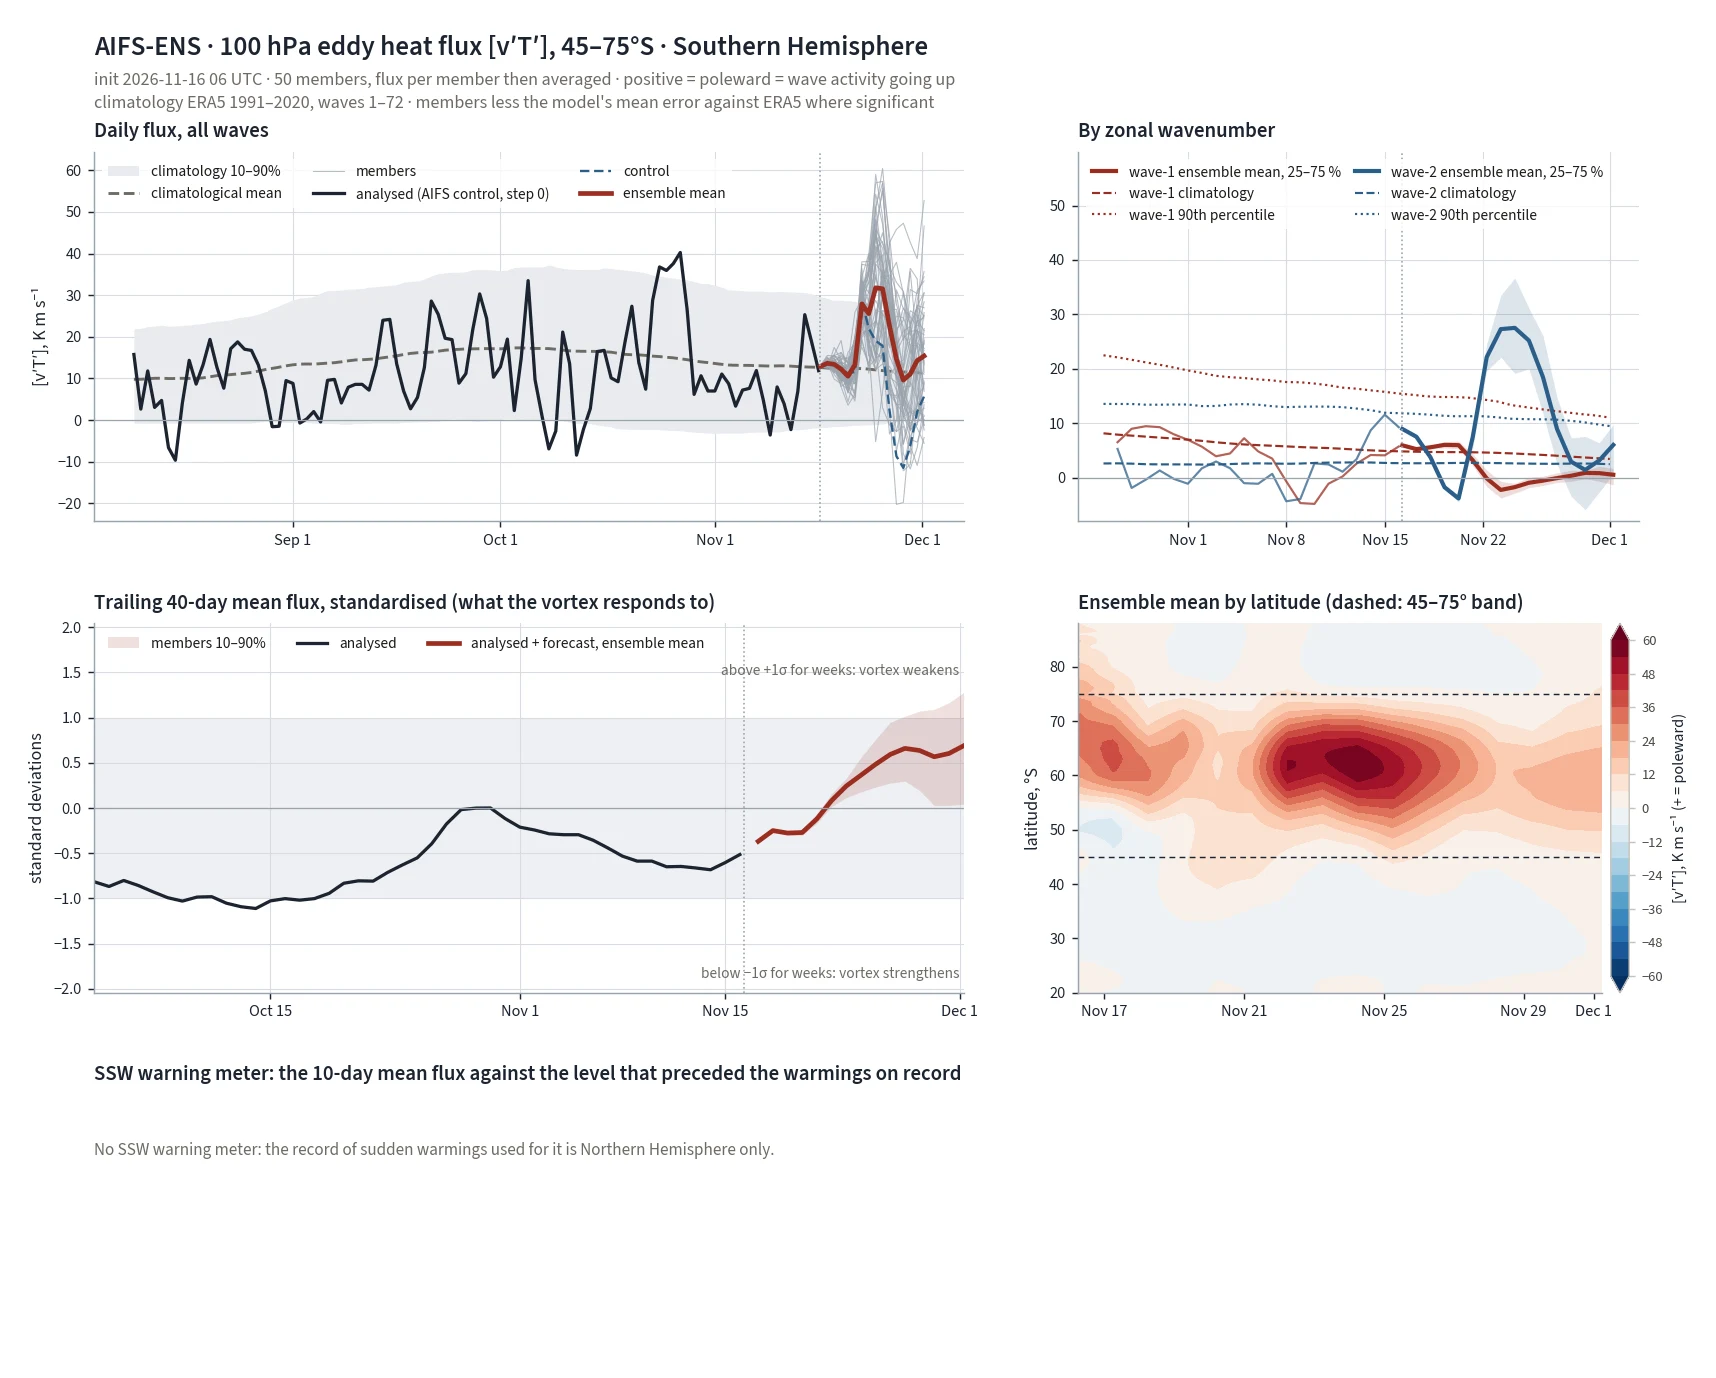 AIFS-ENS · 100 hPa eddy heat flux [v′T′], 45–75°S · Southern Hemisphere
init 2026-11-16 06 UTC · 50 members, flux per member then averaged · positive = poleward = wave activity going up
climatology ERA5 1991–2020, waves 1–72 · members less the model's mean error against ERA5 where significant
Daily flux, all waves
climatology 10–90%
members
control
climatological mean
analysed (AIFS control, step 0)
ensemble mean
60
50
40
30
20
10
0
−10
−20
[v′T′], K m s⁻¹
Sep 1
Oct 1
Nov 1
Dec 1
By zonal wavenumber
wave-1 ensemble mean, 25–75 %
wave-2 ensemble mean, 25–75 %
wave-1 climatology
wave-2 climatology
wave-1 90th percentile
wave-2 90th percentile
50
40
30
20
10
0
Nov 1
Nov 8
Nov 15
Nov 22
Dec 1
Trailing 40-day mean flux, standardised (what the vortex responds to)
members 10–90%
analysed
analysed + forecast, ensemble mean
above +1σ for weeks: vortex weakens
below −1σ for weeks: vortex strengthens
2.0
1.5
1.0
0.5
0.0
−0.5
−1.0
−1.5
−2.0
standard deviations
Oct 15
Nov 1
Nov 15
Dec 1
Ensemble mean by latitude (dashed: 45–75° band)
80
70
60
50
40
30
20
latitude, °S
Nov 17
Nov 21
Nov 25
Nov 29
Dec 1
60
48
36
24
12
0
−12
−24
−36
−48
−60
[v′T′], K m s⁻¹ (+ = poleward)
SSW warning meter: the 10-day mean flux against the level that preceded the warmings on record
No SSW warning meter: the record of sudden warmings used for it is Northern Hemisphere only.